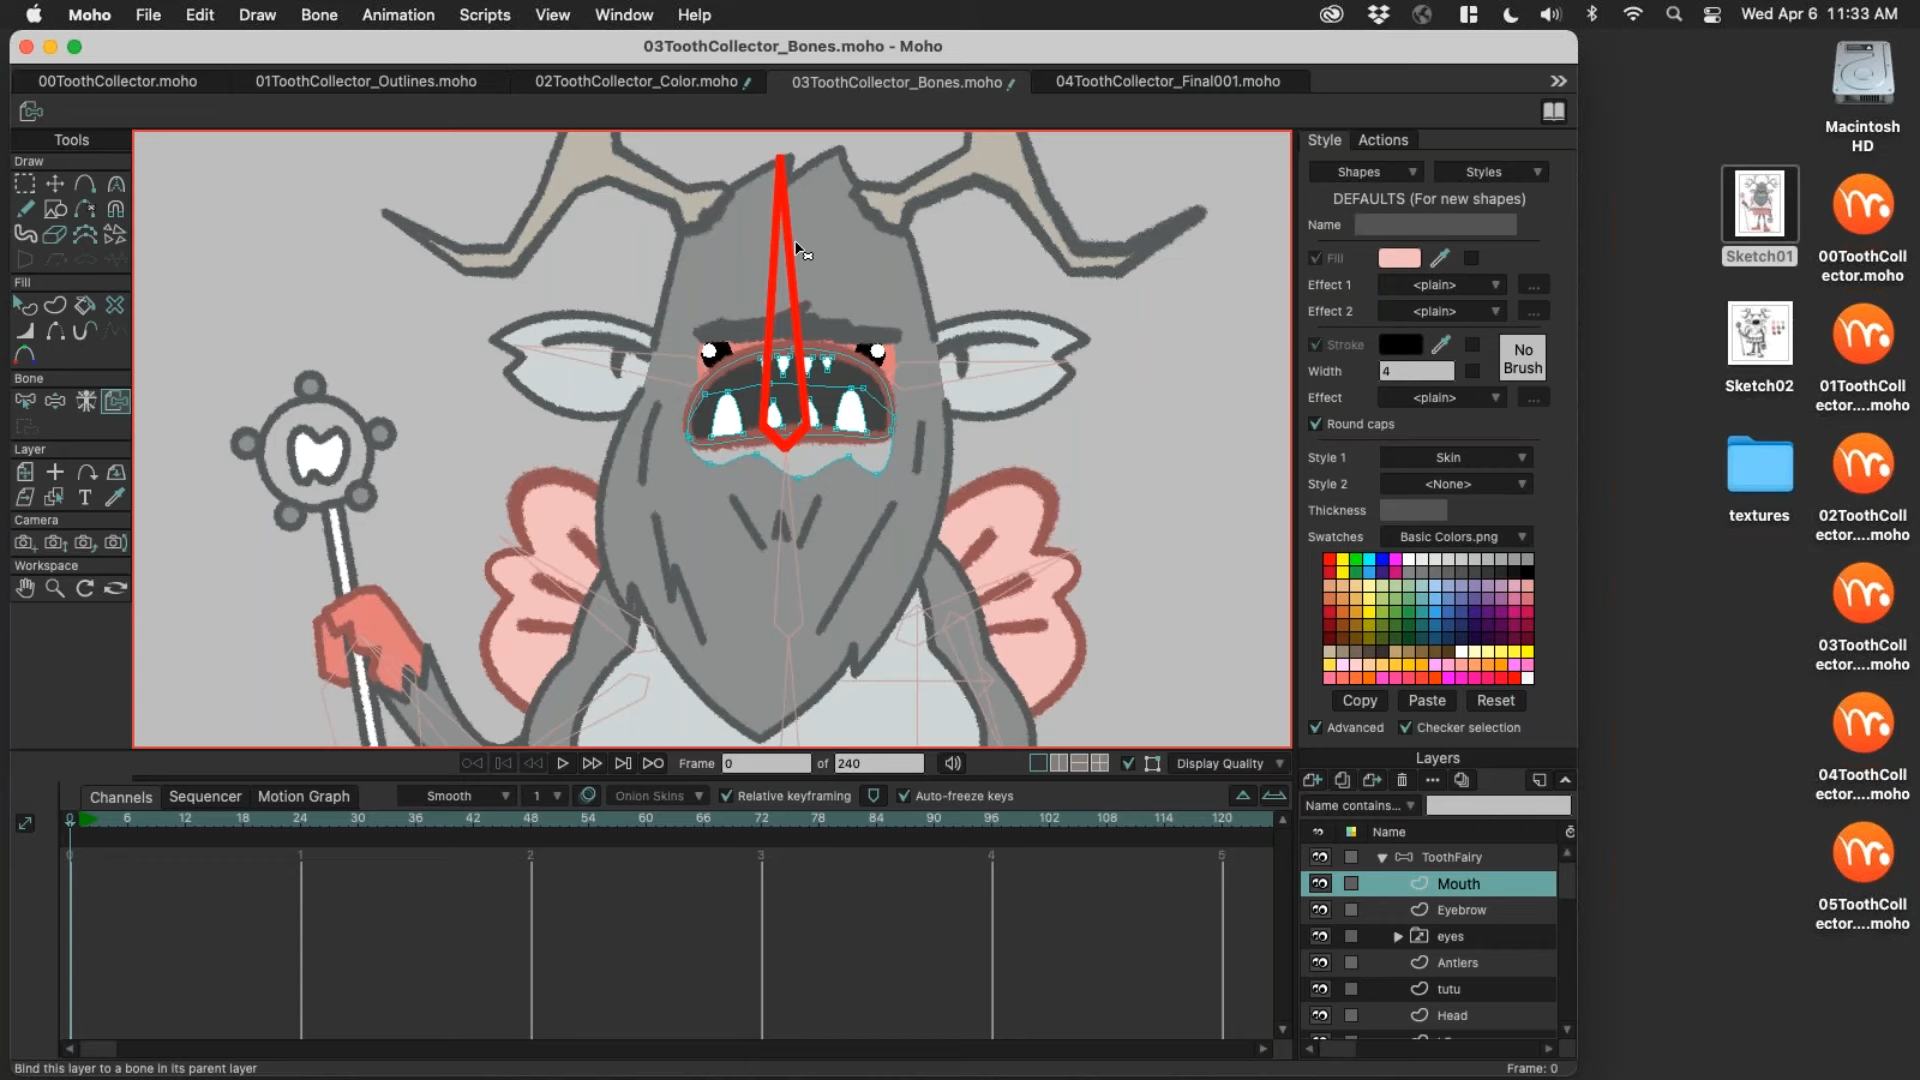 Moho File Edit Draw Bone Animation Scripts View Window Help
Wed Apr 6 11:33 AM
03ToothCollector_Bones.moho - Moho
00ToothCollector.moho
01ToothCollector_Outlines.moho
02ToothCollector_Color.moho
03ToothCollector_Bones.moho
04ToothCollector_Final001.moho
Tools
Draw
Fill
Bone
Layer
Camera
Workspace
Style
Actions
Shapes
Styles
DEFAULTS (For new shapes)
Name
Fill
Effect 1 <plain> ...
Effect 2 <plain> ...
Stroke
No
Brush
Width 4
Effect <plain> ...
Round caps
Style 1 Skin
Style 2 <None>
Thickness
Swatches Basic Colors.png
Copy Paste Reset
Advanced Checker selection
Frame 0 of 240
Display Quality
Channels Sequencer Motion Graph Smooth 1 Onion Skins Relative keyframing Auto-freeze keys
0 6 12 18 24 30 36 42 48 54 60 66 72 78 84 90 96 102 108 114 120
0 1 2 3 4 5
Layers
Name contains...
Name
ToothFairy
Mouth
Eyebrow
eyes
Antlers
tutu
Head
Bind this layer to a bone in its parent layer
Frame: 0
Macintosh
HD
Sketch01
00ToothColl
ector.moho
Sketch02
01ToothColl
ector....moho
textures
02ToothColl
ector....moho
03ToothColl
ector....moho
04ToothColl
ector....moho
05ToothColl
ector....moho